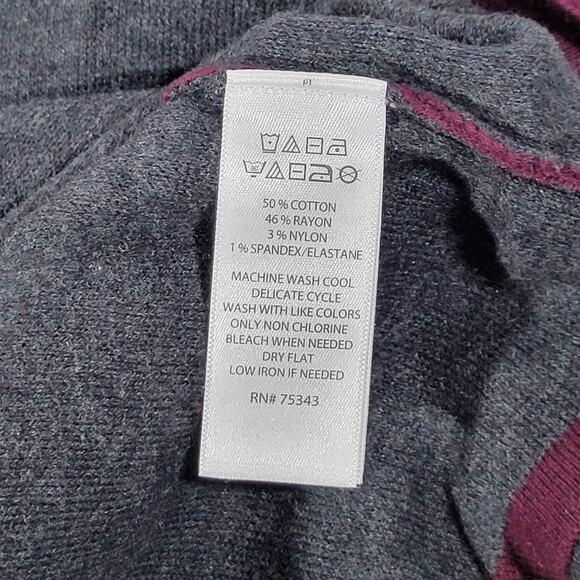 50 % COTTON
46 % RAYON
3 % NYLON
1 % SPANDEX/ELASTANE
MACHINE WASH COOL
DELICATE CYCLE
WASH WITH LIKE COLORS
ONLY NON CHLORINE
BLEACH WHEN NEEDED
DRY FLAT
LOW IRON IF NEEDED
RN# 75343